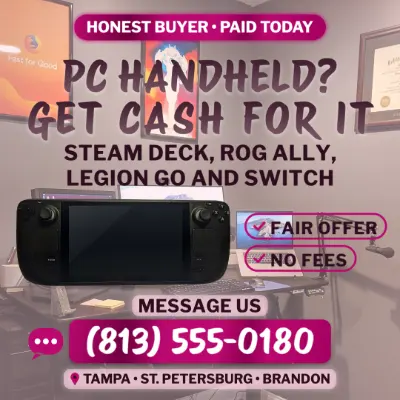 HONEST BUYER • PAID TODAY
PC HANDHELD?
GET CASH FOR IT
STEAM DECK, ROG ALLY,
LEGION GO AND SWITCH
FAIR OFFER
NO FEES
MESSAGE US
(813) 555-0180
TAMPA • ST. PETERSBURG • BRANDON